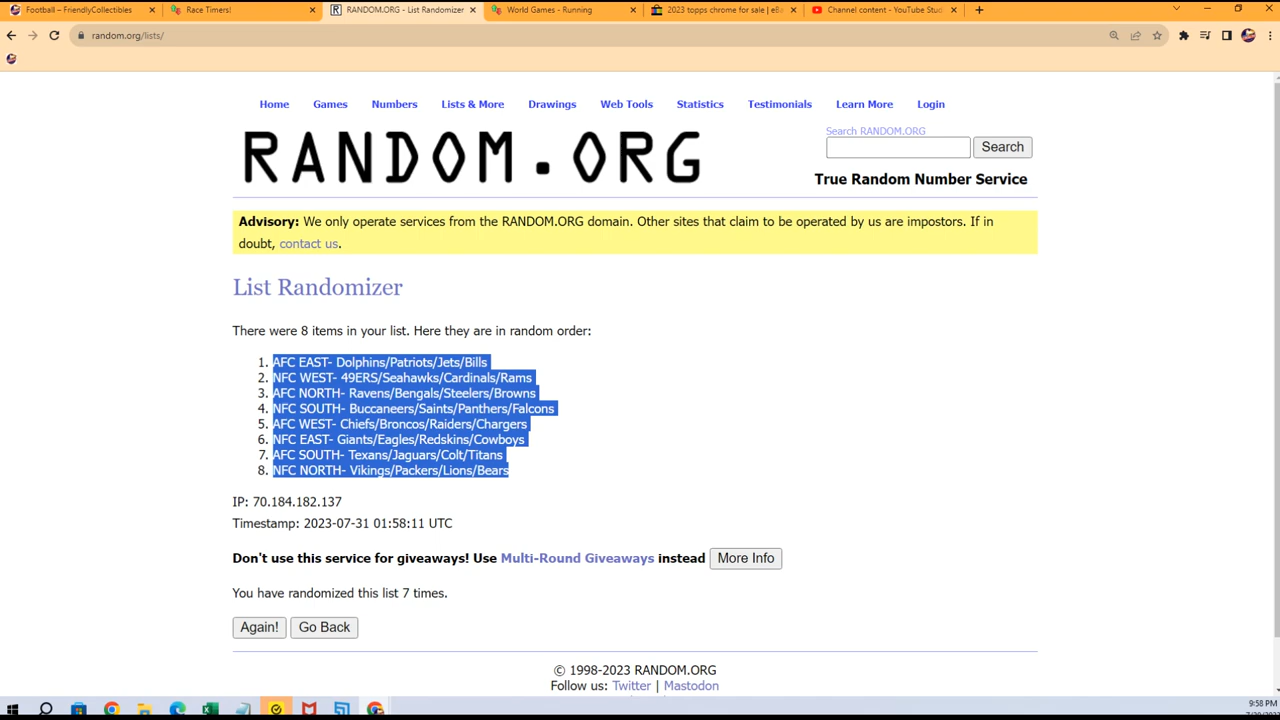 Football – FriendlyCollectibles
Race Timers!
RANDOM.ORG - List Randomizer
World Games - Running
2023 topps chrome for sale | eBa
Channel content - YouTube Stud
random.org/lists/
Home Games Numbers Lists & More Drawings Web Tools Statistics Testimonials Learn More Login
RANDOM.ORG
Search RANDOM.ORG
Search
True Random Number Service
Advisory: We only operate services from the RANDOM.ORG domain. Other sites that claim to be operated by us are impostors. If in
doubt, contact us.
List Randomizer
There were 8 items in your list. Here they are in random order:
1. AFC EAST- Dolphins/Patriots/Jets/Bills
2. NFC WEST- 49ERS/Seahawks/Cardinals/Rams
3. AFC NORTH- Ravens/Bengals/Steelers/Browns
4. NFC SOUTH- Buccaneers/Saints/Panthers/Falcons
5. AFC WEST- Chiefs/Broncos/Raiders/Chargers
6. NFC EAST- Giants/Eagles/Redskins/Cowboys
7. AFC SOUTH- Texans/Jaguars/Colt/Titans
8. NFC NORTH- Vikings/Packers/Lions/Bears
IP: 70.184.182.137
Timestamp: 2023-07-31 01:58:11 UTC
Don't use this service for giveaways! Use Multi-Round Giveaways instead More Info
You have randomized this list 7 times.
Again! Go Back
© 1998-2023 RANDOM.ORG
Follow us: Twitter | Mastodon
9:58 PM